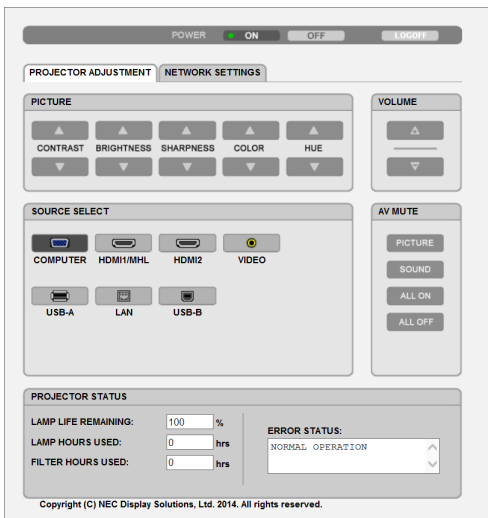 POWER ON OFF LOGOFF
PROJECTOR ADJUSTMENT NETWORK SETTINGS
PICTURE
CONTRAST BRIGHTNESS SHARPNESS COLOR HUE
VOLUME
SOURCE SELECT
COMPUTER HDMI1/MHL HDMI2 VIDEO
USB-A LAN USB-B
AV MUTE
PICTURE
SOUND
ALL ON
ALL OFF
PROJECTOR STATUS
LAMP LIFE REMAINING: 100 %
LAMP HOURS USED: 0 hrs
FILTER HOURS USED: 0 hrs
ERROR STATUS:
NORMAL OPERATION
Copyright (C) NEC Display Solutions, Ltd. 2014. All rights reserved.